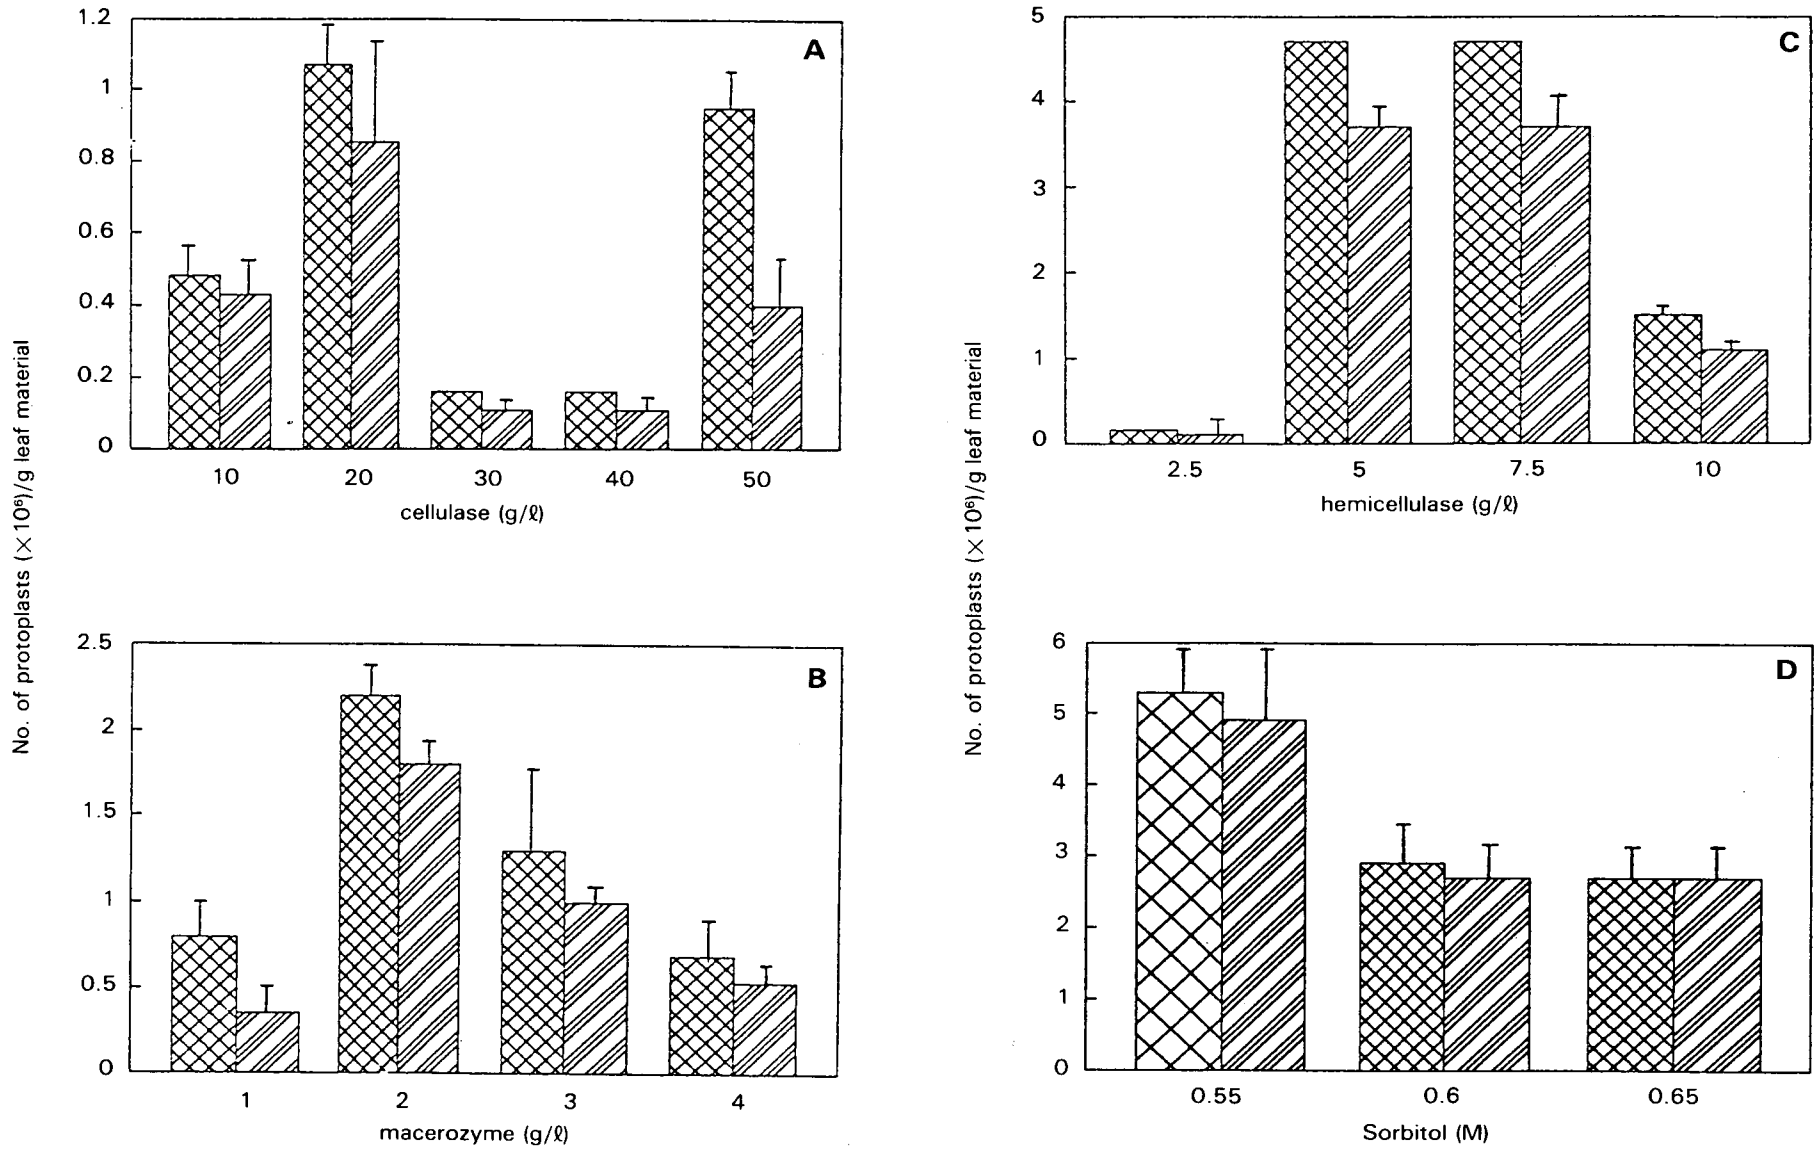 No. of protoplasts (×10⁶)/g leaf material
A
1.2
1
0.8
0.6
0.4
0.2
0
10 20 30 40 50
cellulase (g/ℓ)
B
2.5
2
1.5
1
0.5
0
1 2 3 4
macerozyme (g/ℓ)
No. of protoplasts (×10⁶)/g leaf material
C
5
4
3
2
1
0
2.5 5 7.5 10
hemicellulase (g/ℓ)
D
6
5
4
3
2
1
0
0.55 0.6 0.65
Sorbitol (M)